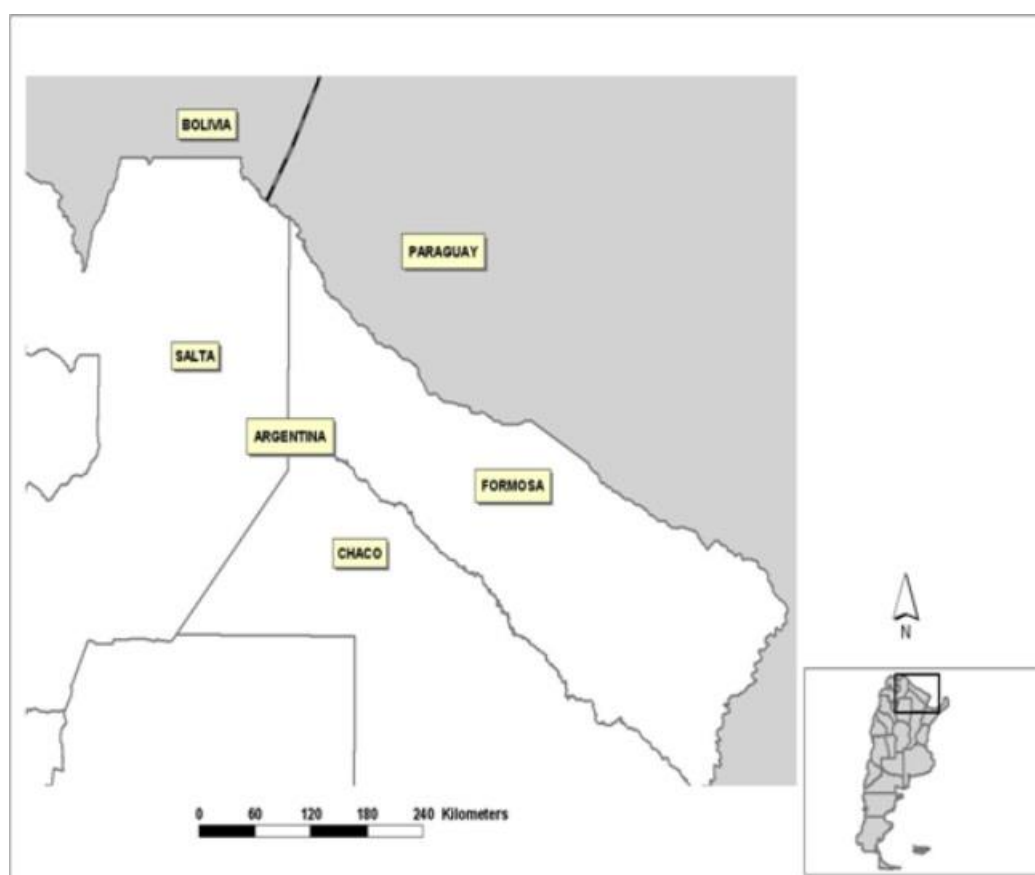 BOLIVIA
PARAGUAY
SALTA
ARGENTINA
FORMOSA
CHACO
N
0 60 120 180 240 Kilometers